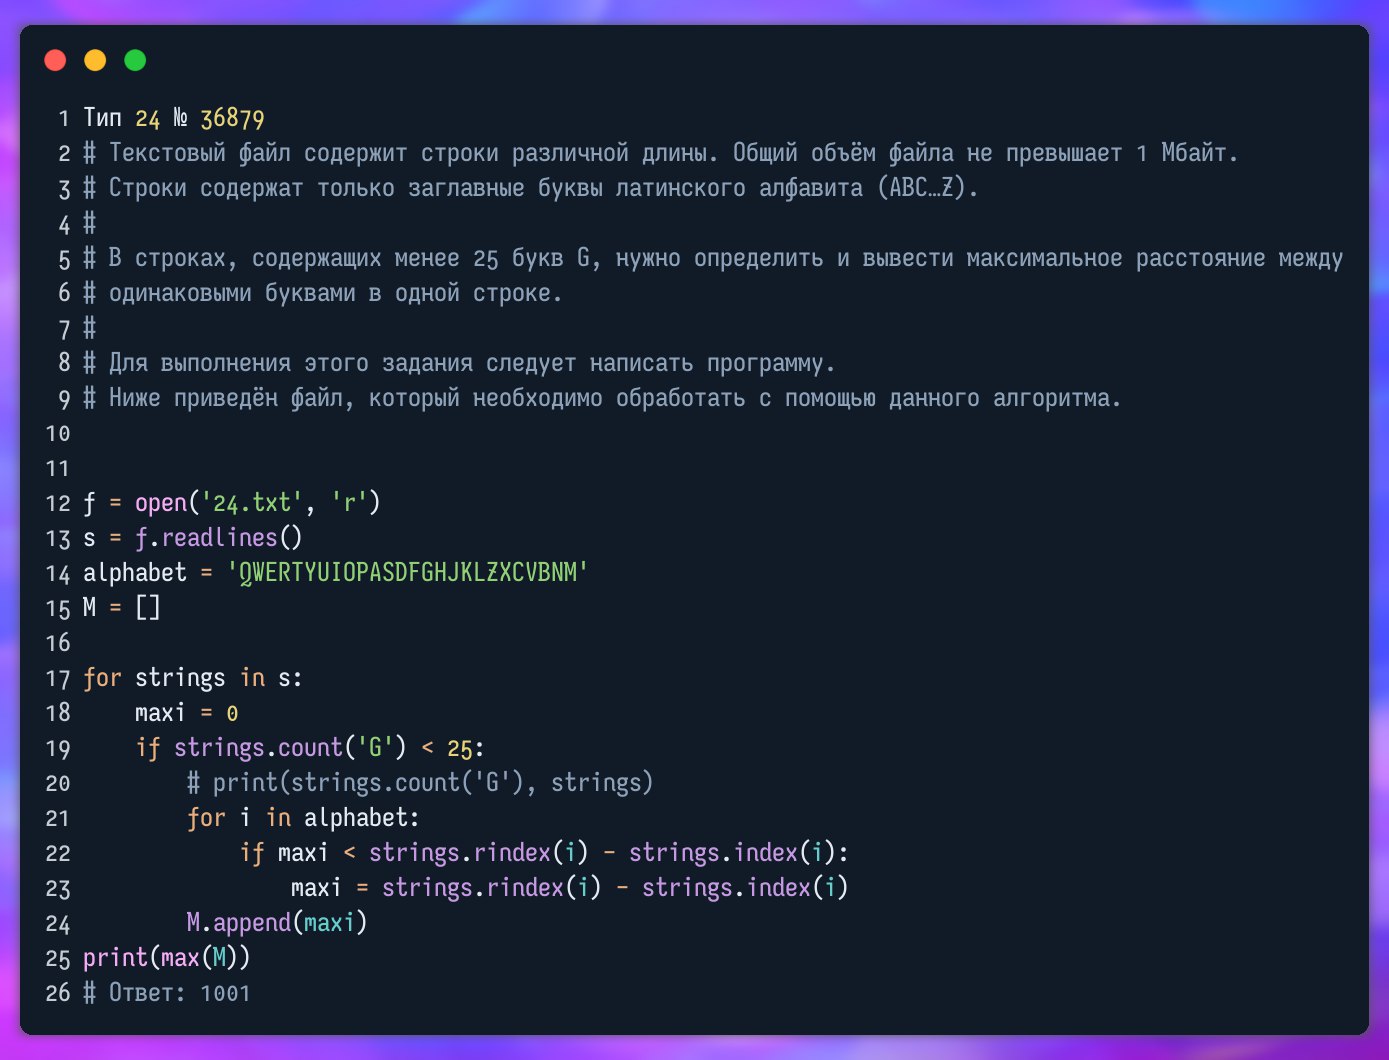 1 Тип 24 № 36879
2 # Текстовый файл содержит строки различной длины. Общий объём файла не превышает 1 Мбайт.
3 # Строки содержат только заглавные буквы латинского алфавита (ABC…Z).
4 #
5 # В строках, содержащих менее 25 букв G, нужно определить и вывести максимальное расстояние между
6 # одинаковыми буквами в одной строке.
7 #
8 # Для выполнения этого задания следует написать программу.
9 # Ниже приведён файл, который необходимо обработать с помощью данного алгоритма.
10
11
12 f = open('24.txt', 'r')
13 s = f.readlines()
14 alphabet = 'QWERTYUIOPASDFGHJKLZXCVBNM'
15 M = []
16
17 for strings in s:
18     maxi = 0
19     if strings.count('G') < 25:
20         # print(strings.count('G'), strings)
21         for i in alphabet:
22             if maxi < strings.rindex(i) - strings.index(i):
23                 maxi = strings.rindex(i) - strings.index(i)
24         M.append(maxi)
25 print(max(M))
26 # Ответ: 1001